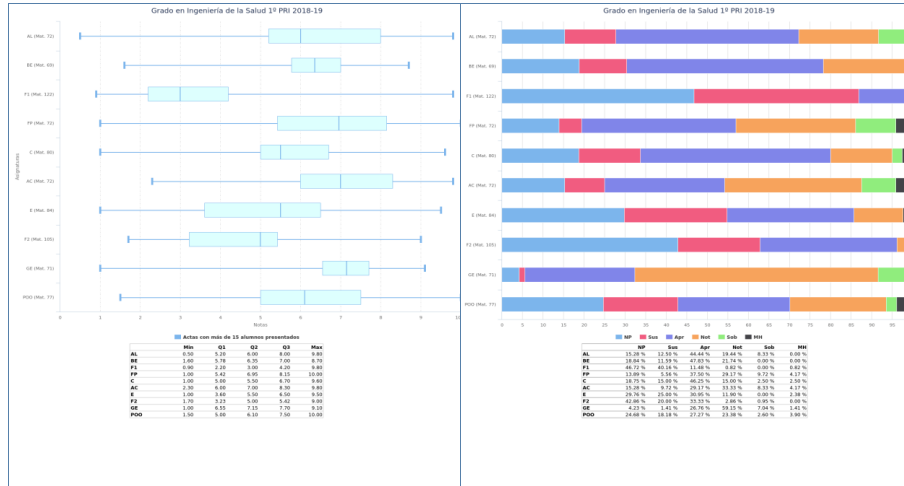 Grado en Ingeniería de la Salud 1º PRI 2018-19
Asignaturas
AL (Mat. 72)
BE (Mat. 69)
F1 (Mat. 122)
FP (Mat. 72)
C (Mat. 80)
AC (Mat. 72)
E (Mat. 84)
F2 (Mat. 105)
GE (Mat. 71)
POO (Mat. 77)
0 1 2 3 4 5 6 7 8 9 10
Notas
Actas con más de 15 alumnos presentados
Min Q1 Q2 Q3 Max
AL 0.50 5.20 6.00 8.00 9.80
BE 1.60 5.78 6.35 7.00 8.70
F1 0.90 2.20 3.00 4.20 9.80
FP 1.00 5.42 6.95 8.15 10.00
C 1.00 5.00 5.50 6.70 9.60
AC 2.30 6.00 7.00 8.30 9.80
E 1.00 3.60 5.50 6.50 9.50
F2 1.70 3.23 5.00 5.42 9.00
GE 1.00 6.55 7.15 7.70 9.10
POO 1.50 5.00 6.10 7.50 10.00
Grado en Ingeniería de la Salud 1º PRI 2018-19
AL (Mat. 72)
BE (Mat. 69)
F1 (Mat. 122)
FP (Mat. 72)
C (Mat. 80)
AC (Mat. 72)
E (Mat. 84)
F2 (Mat. 105)
GE (Mat. 71)
POO (Mat. 77)
0 5 10 15 20 25 30 35 40 45 50 55 60 65 70 75 80 85 90 95
NP Sus Apr Not Sob MH
NP Sus Apr Not Sob MH
AL 15.28 % 12.50 % 44.44 % 19.44 % 8.33 % 0.00 %
BE 18.84 % 11.59 % 47.83 % 21.74 % 0.00 % 0.00 %
F1 46.72 % 40.16 % 11.48 % 0.82 % 0.00 % 0.82 %
FP 13.89 % 5.56 % 37.50 % 29.17 % 9.72 % 4.17 %
C 18.75 % 15.00 % 46.25 % 15.00 % 2.50 % 2.50 %
AC 15.28 % 9.72 % 29.17 % 33.33 % 8.33 % 4.17 %
E 29.76 % 25.00 % 30.95 % 11.90 % 0.00 % 2.38 %
F2 42.86 % 20.00 % 33.33 % 2.86 % 0.95 % 0.00 %
GE 4.23 % 1.41 % 26.76 % 59.15 % 7.04 % 1.41 %
POO 24.68 % 18.18 % 27.27 % 23.38 % 2.60 % 3.90 %